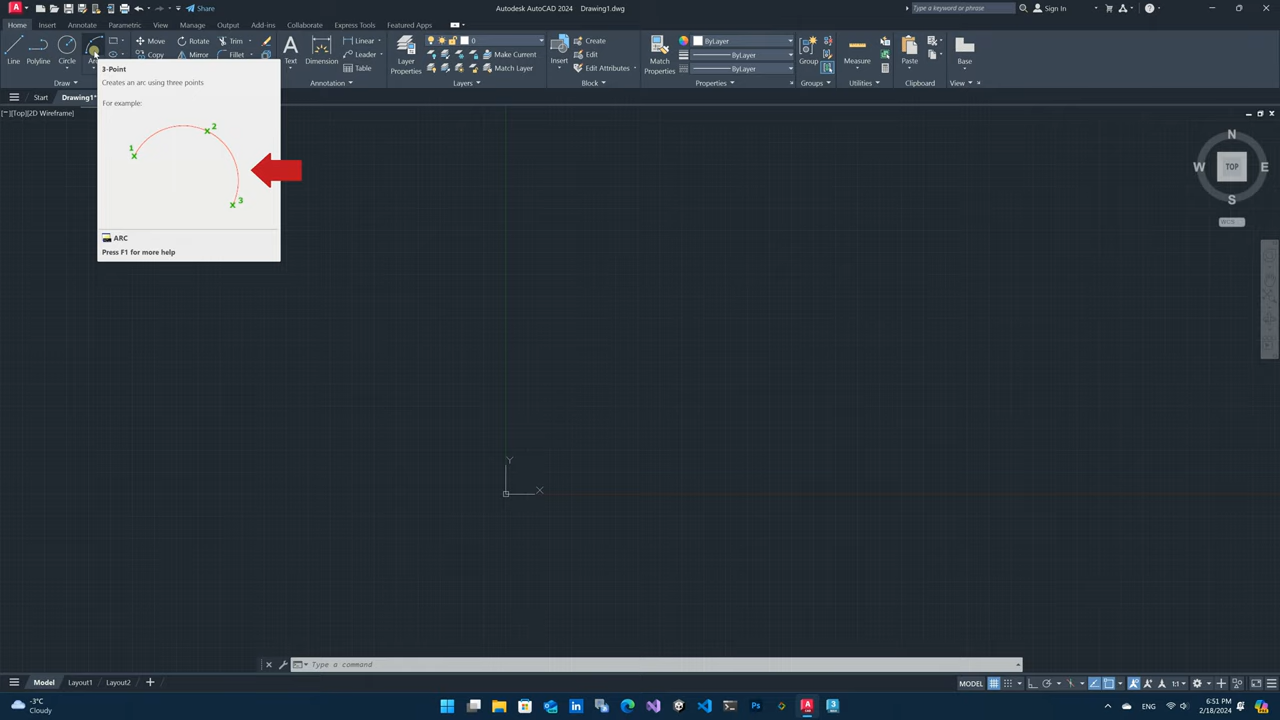 Share
Autodesk AutoCAD 2024 Drawing1.dwg
Type a keyword or phrase
Sign In
Home Insert Annotate Parametric View Manage Output Add-ins Collaborate Express Tools Featured Apps
Line
Polyline
Circle
Move
Copy
Rotate
Mirror
Trim
Fillet
Text
Dimension
Linear
Leader
Table
Layer
Properties
0
Make Current
Match Layer
Insert
Create
Edit
Edit Attributes
Match
Properties
ByLayer
ByLayer
ByLayer
Group
Measure
Paste
Base
Draw
Annotation
Layers
Block
Properties
Groups
Utilities
Clipboard
View
Start
Drawing1*
[−][Top][2D Wireframe]
3-Point
Creates an arc using three points
For example:
1
2
3
ARC
Press F1 for more help
N
W
TOP
E
S
WCS
Y
X
Type a command
Model
Layout1
Layout2
MODEL
1:1
-3°C
Cloudy
ENG
6:51 PM
2/18/2024